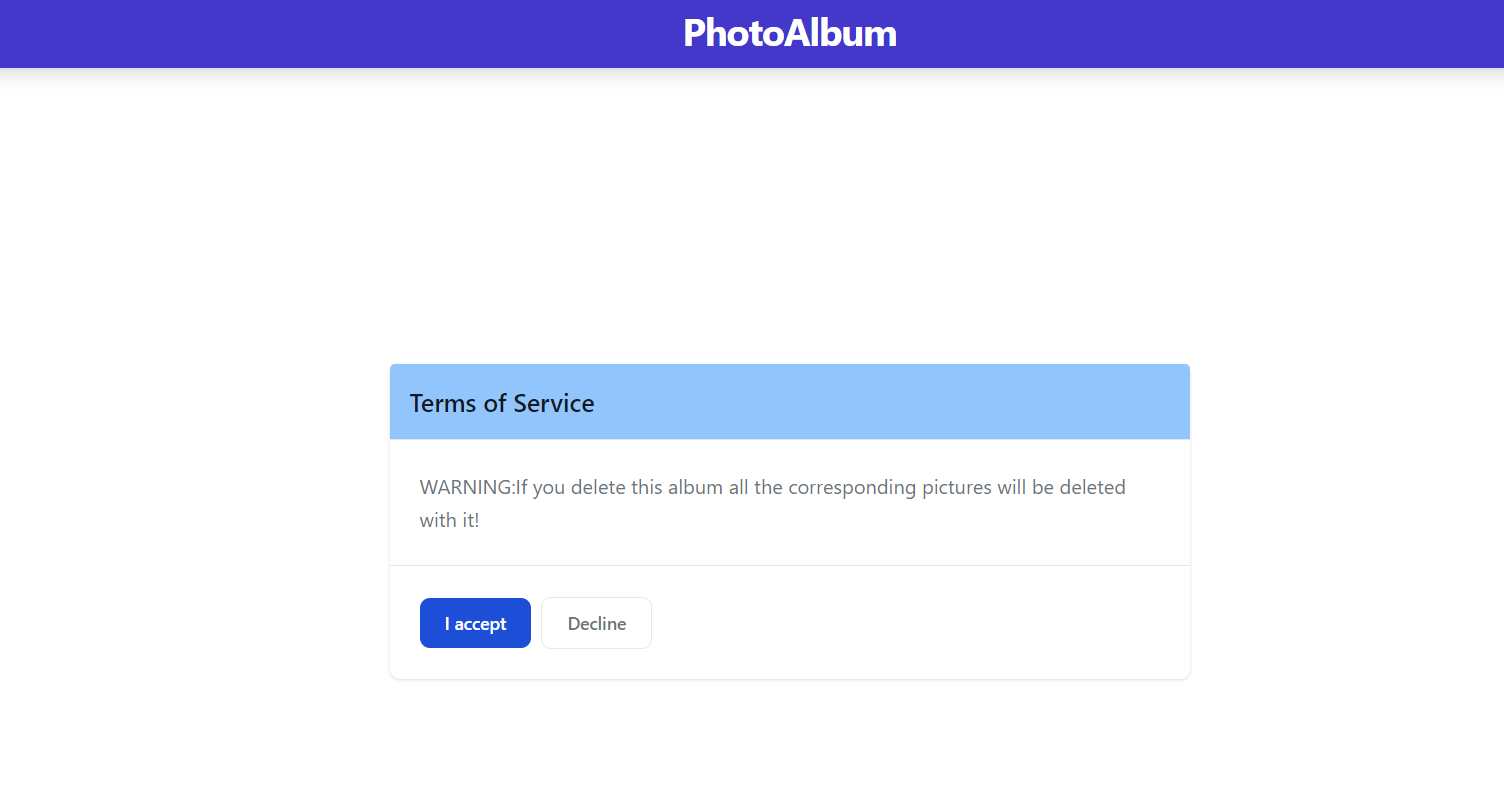 PhotoAlbum
Terms of Service
WARNING:If you delete this album all the corresponding pictures will be deleted
with it!
I accept
Decline